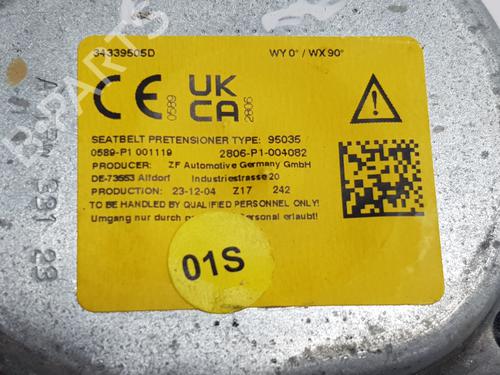 34339505D
WY 0° / WX 90°
CE
0589
UK
CA
2806
SEATBELT PRETENSIONER TYPE: 95035
0589-P1 001119 2806-P1-004082
PRODUCER: ZF Automotive Germany GmbH
DE-73553 Alfdorf Industriestrasse 20
PRODUCTION: 23-12-04 Z17 242
TO BE HANDLED BY QUALIFIED PERSONNEL ONLY!
Umgang nur durch Personal erlaubt!
01S